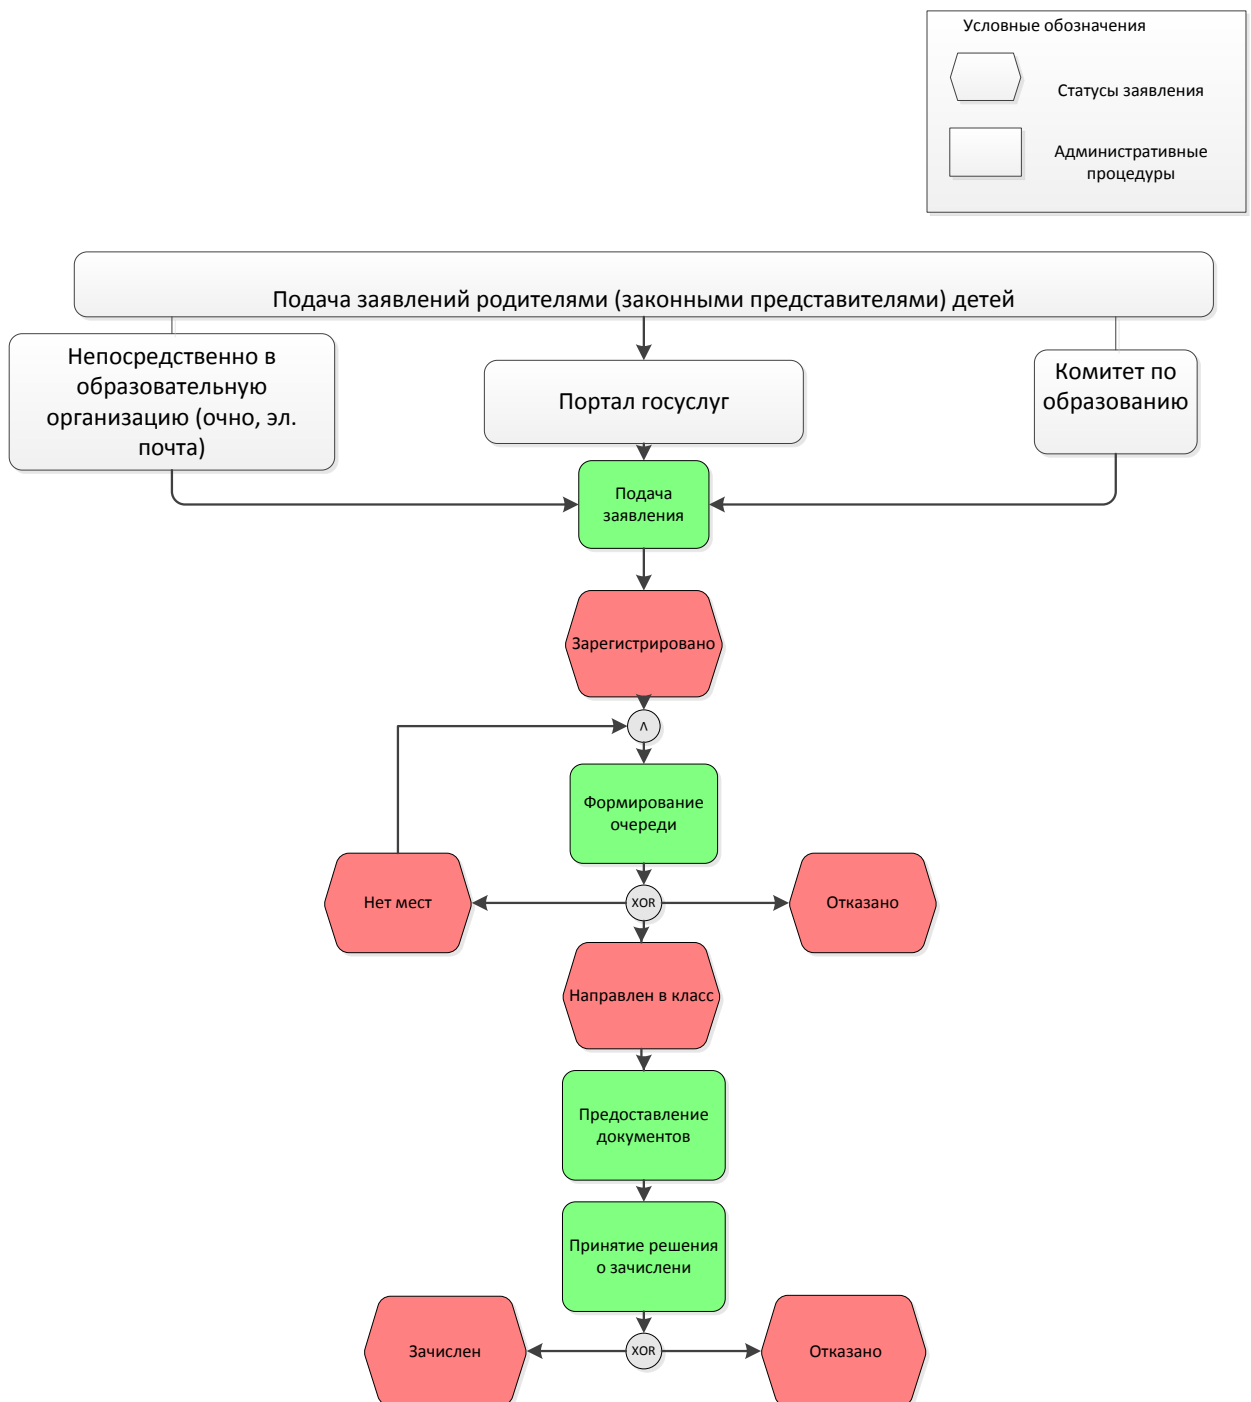 Условные обозначения
Статусы заявления
Административные
процедуры
Подача заявлений родителями (законными представителями) детей
Непосредственно в
образовательную
организацию (очно, эл.
почта)
Портал госуслуг
Комитет по
образованию
Подача
заявления
Зарегистрировано
Λ
Формирование
очереди
Нет мест
XOR
Отказано
Направлен в класс
Предоставление
документов
Принятие решения
о зачислени
Зачислен
XOR
Отказано